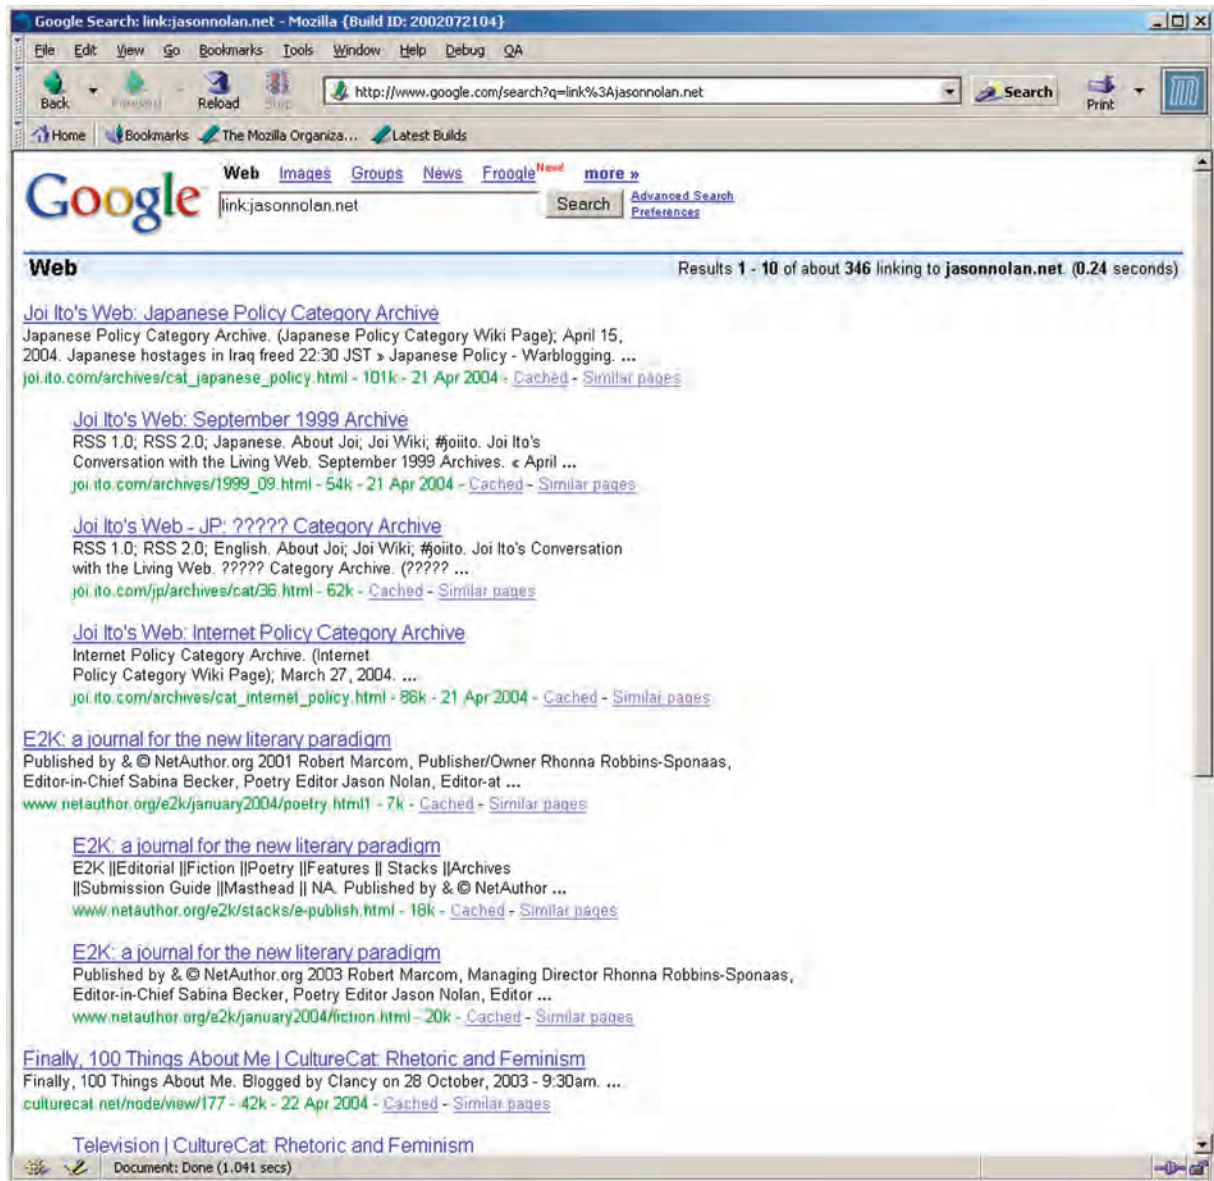 Google Search: link:jasonnolan.net - Mozilla {Build ID: 2002072104}
File Edit View Go Bookmarks Tools Window Help Debug QA
Back Forward Reload Stop http://www.google.com/search?q=link%3Ajasonnolan.net Search Print
Home Bookmarks The Mozilla Organiza... Latest Builds
Google Web Images Groups News Froogle New! more »
link:jasonnolan.net Search Advanced Search
Preferences
Web Results 1 - 10 of about 346 linking to jasonnolan.net. (0.24 seconds)
Joi Ito's Web: Japanese Policy Category Archive
Japanese Policy Category Archive. (Japanese Policy Category Wiki Page); April 15,
2004. Japanese hostages in Iraq freed 22:30 JST » Japanese Policy - Warblogging. ...
joi.ito.com/archives/cat_japanese_policy.html - 101k - 21 Apr 2004 - Cached - Similar pages
Joi Ito's Web: September 1999 Archive
RSS 1.0; RSS 2.0; Japanese. About Joi; Joi Wiki; #joiito. Joi Ito's
Conversation with the Living Web. September 1999 Archives. « April ...
joi.ito.com/archives/1999_09.html - 54k - 21 Apr 2004 - Cached - Similar pages
Joi Ito's Web - JP: ????? Category Archive
RSS 1.0; RSS 2.0; English. About Joi; Joi Wiki; #joiito. Joi Ito's Conversation
with the Living Web. ????? Category Archive. (????? ...
joi.ito.com/jp/archives/cat/36.html - 62k - Cached - Similar pages
Joi Ito's Web: Internet Policy Category Archive
Internet Policy Category Archive. (Internet
Policy Category Wiki Page); March 27, 2004. ...
joi.ito.com/archives/cat_internet_policy.html - 86k - 21 Apr 2004 - Cached - Similar pages
E2K: a journal for the new literary paradigm
Published by & © NetAuthor.org 2001 Robert Marcom, Publisher/Owner Rhonna Robbins-Sponaas,
Editor-in-Chief Sabina Becker, Poetry Editor Jason Nolan, Editor-at ...
www.netauthor.org/e2k/january2004/poetry.html1 - 7k - Cached - Similar pages
E2K: a journal for the new literary paradigm
E2K ||Editorial ||Fiction ||Poetry ||Features || Stacks ||Archives
||Submission Guide ||Masthead || NA. Published by & © NetAuthor ...
www.netauthor.org/e2k/stacks/e-publish.html - 18k - Cached - Similar pages
E2K: a journal for the new literary paradigm
Published by & © NetAuthor.org 2003 Robert Marcom, Managing Director Rhonna Robbins-Sponaas,
Editor-in-Chief Sabina Becker, Poetry Editor Jason Nolan, Editor ...
www.netauthor.org/e2k/january2004/fiction.html - 20k - Cached - Similar pages
Finally, 100 Things About Me | CultureCat: Rhetoric and Feminism
Finally, 100 Things About Me. Blogged by Clancy on 28 October, 2003 - 9:30am. ...
culturecat.net/node/view/177 - 42k - 22 Apr 2004 - Cached - Similar pages
Television | CultureCat: Rhetoric and Feminism
Document: Done (1.041 secs)